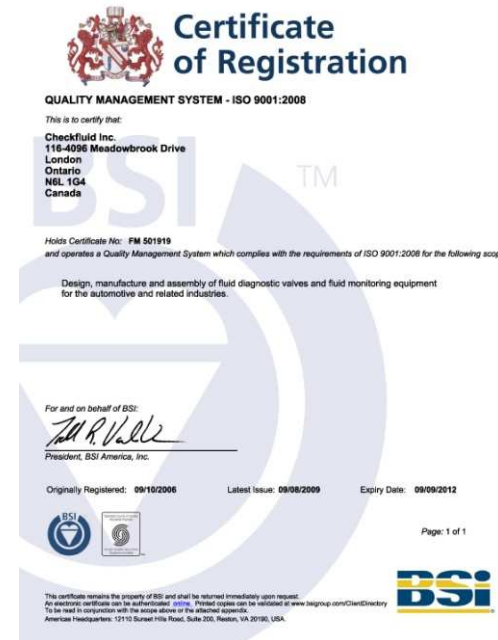 Certificate
of Registration
QUALITY MANAGEMENT SYSTEM - ISO 9001:2008
This is to certify that:
Checkfluid Inc.
116-4096 Meadowbrook Drive
London
Ontario
N6L 1G4
Canada
BSI
TM
Holds Certificate No: FM 501919
and operates a Quality Management System which complies with the requirements of ISO 9001:2008 for the following scop
Design, manufacture and assembly of fluid diagnostic valves and fluid monitoring equipment
for the automotive and related industries.
For and on behalf of BSI:
President, BSI America, Inc.
Originally Registered: 09/10/2006 Latest Issue: 09/08/2009 Expiry Date: 09/09/2012
BSI
Page: 1 of 1
BSi
This certificate remains the property of BSI and shall be returned immediately upon request.
An electronic certificate can be authenticated online. Printed copies can be validated at www.bsigroup.com/ClientDirectory
To be read in conjunction with the scope above or the attached appendix.
Americas Headquarters: 12110 Sunset Hills Road, Suite 200, Reston, VA 20190, USA.